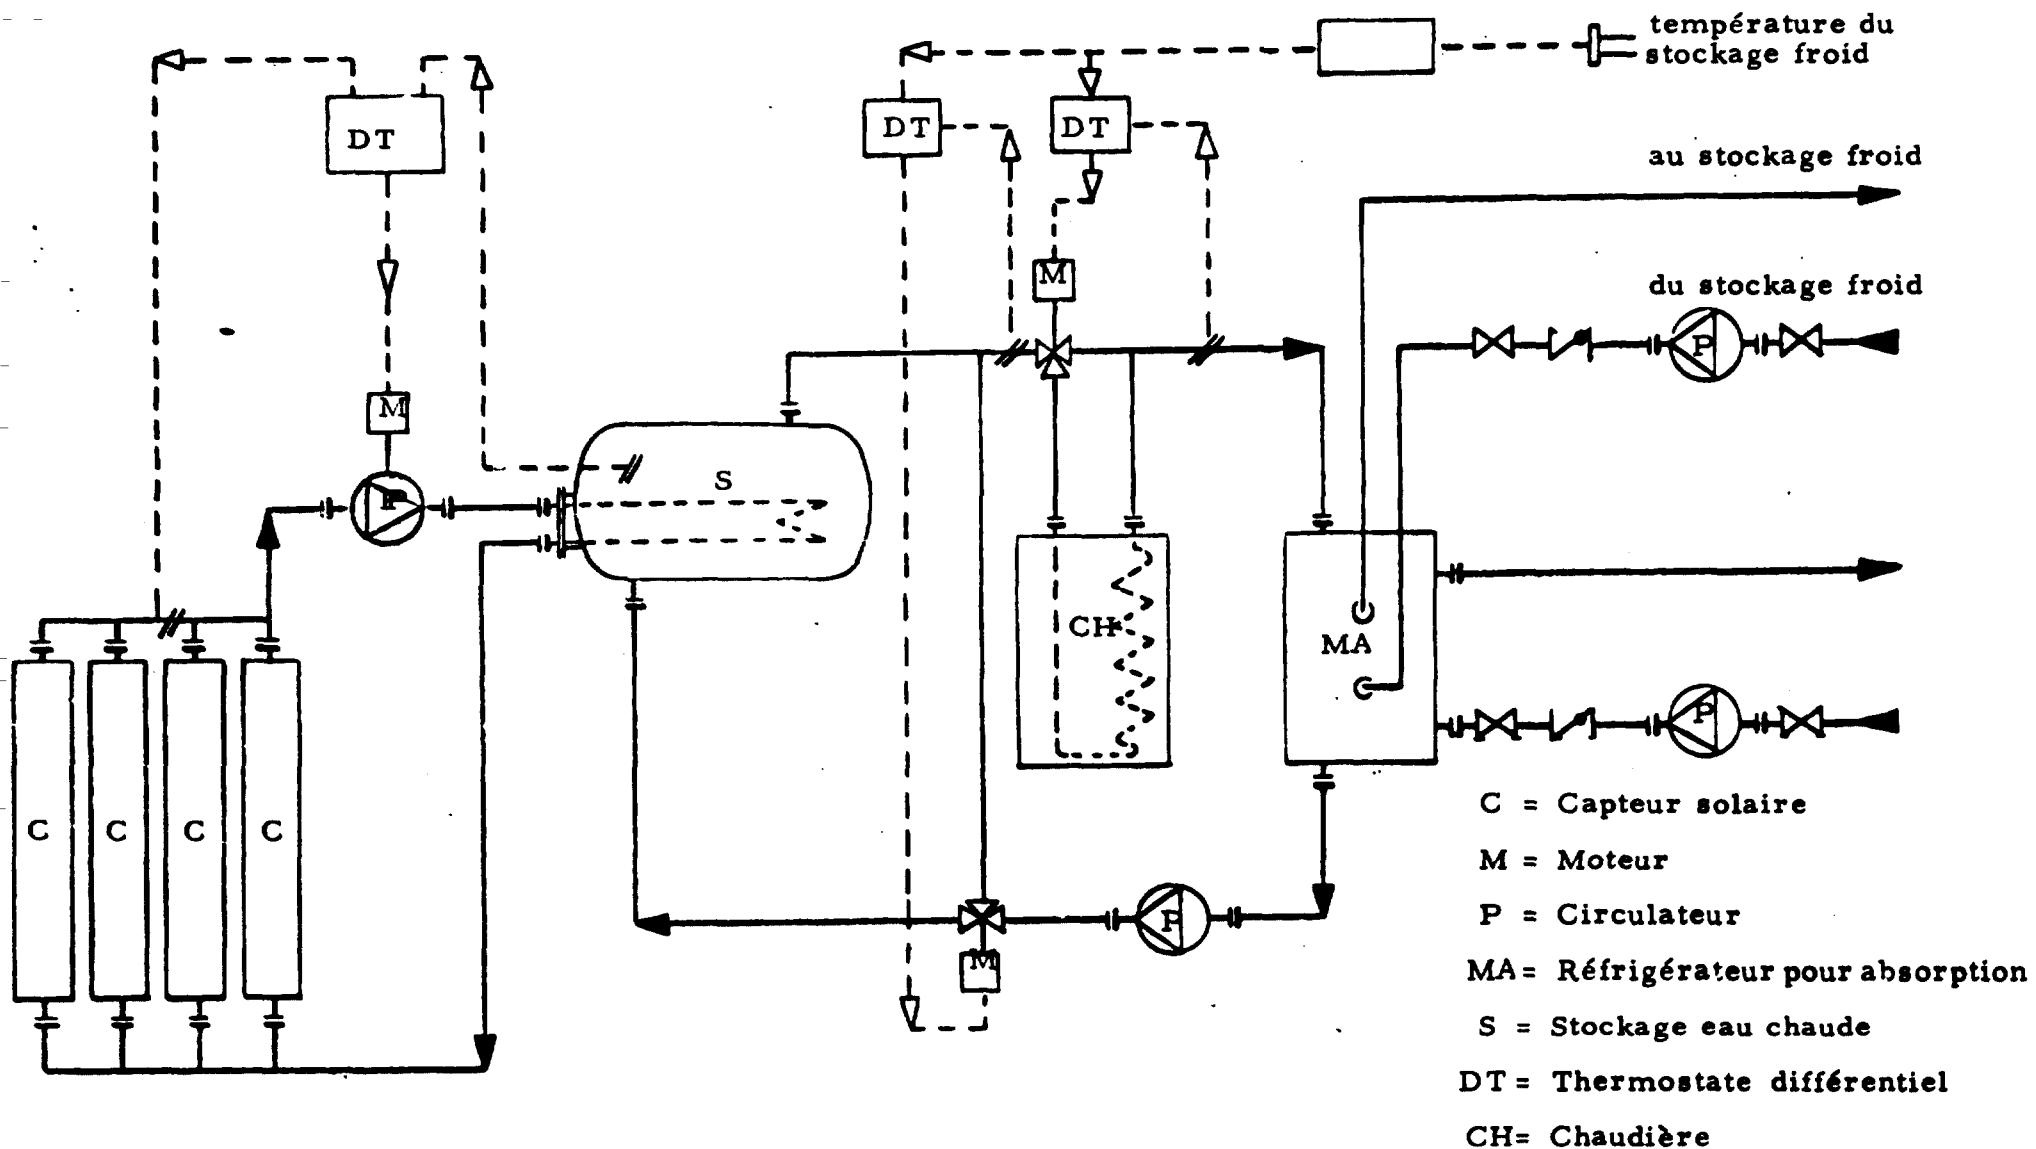 température du
stockage froid
DT
DT
DT
au stockage froid
M
du stockage froid
P
M
S
P
CH
MA
P
C
C
C
C
P
M
C = Capteur solaire
M = Moteur
P = Circulateur
MA= Réfrigérateur pour absorption
S = Stockage eau chaude
DT= Thermostate différentiel
CH= Chaudière